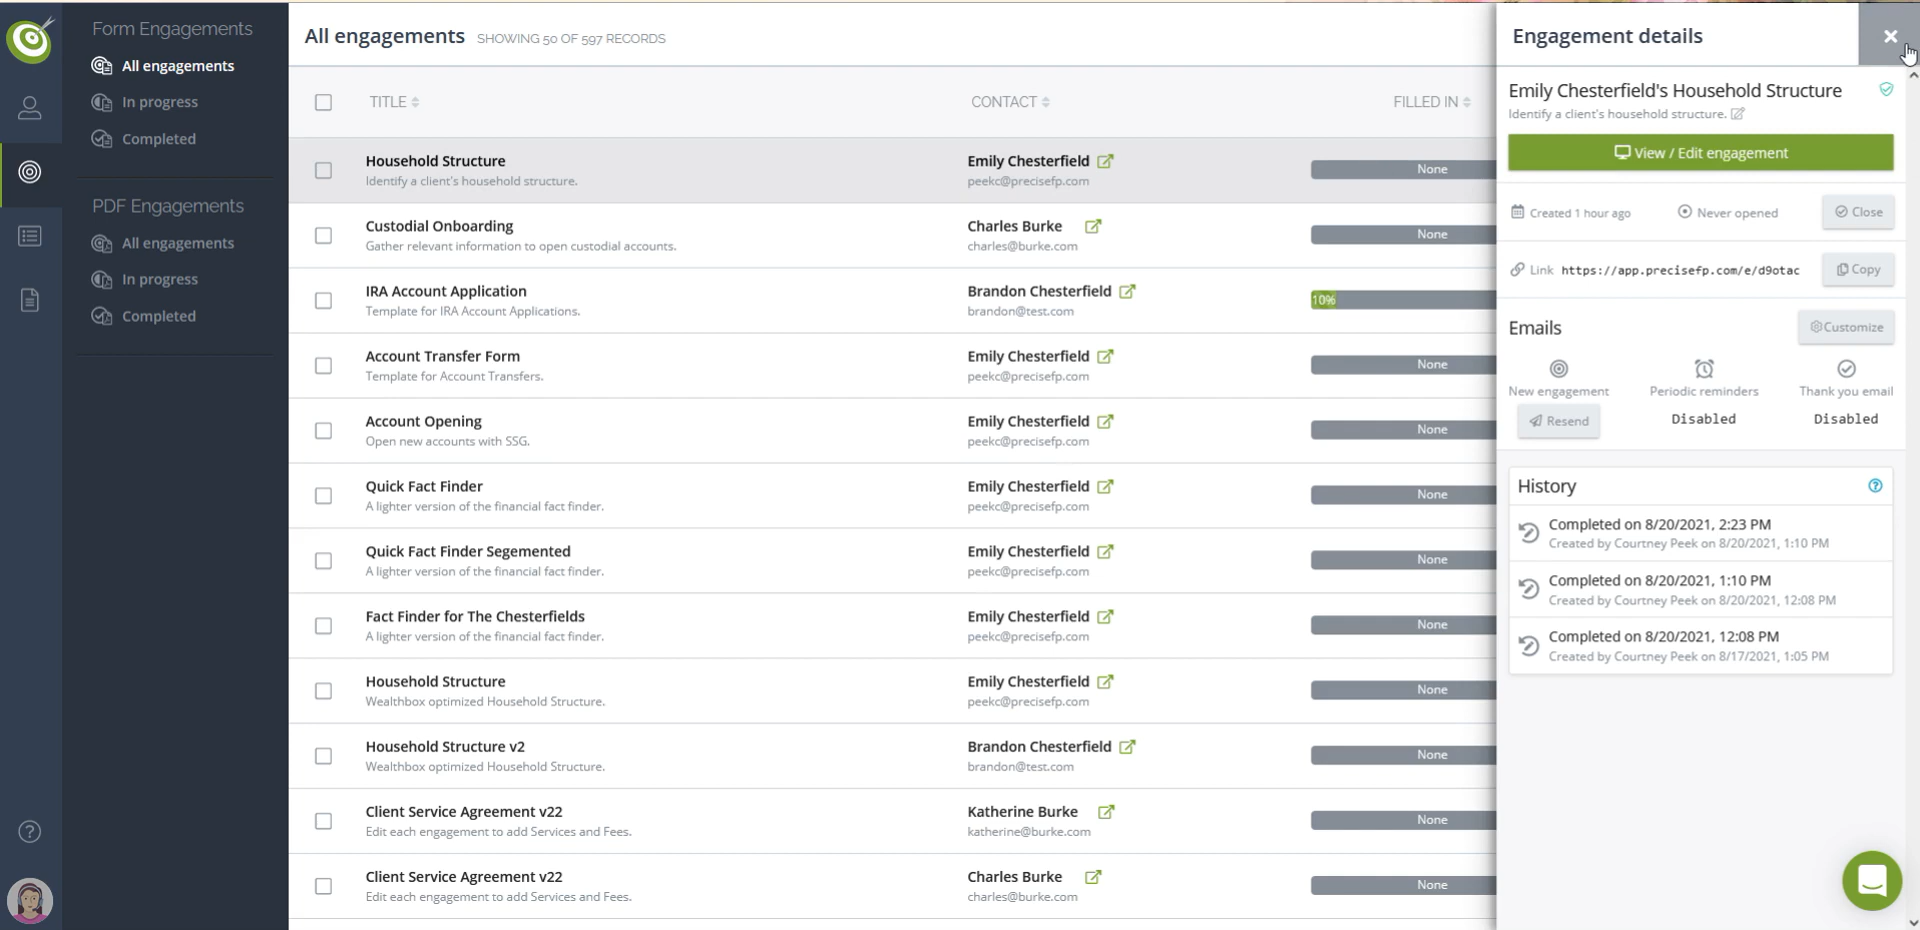 Form Engagements
All engagements
In progress
Completed
PDF Engagements
All engagements
In progress
Completed
All engagements SHOWING 50 OF 597 RECORDS
TITLE CONTACT FILLED IN
Household Structure Emily Chesterfield None
Identify a client's household structure. peekc@precisefp.com
Custodial Onboarding Charles Burke None
Gather relevant information to open custodial accounts. charles@burke.com
IRA Account Application Brandon Chesterfield 10%
Template for IRA Account Applications. brandon@test.com
Account Transfer Form Emily Chesterfield None
Template for Account Transfers. peekc@precisefp.com
Account Opening Emily Chesterfield None
Open new accounts with SSG. peekc@precisefp.com
Quick Fact Finder Emily Chesterfield None
A lighter version of the financial fact finder. peekc@precisefp.com
Quick Fact Finder Segemented Emily Chesterfield None
A lighter version of the financial fact finder. peekc@precisefp.com
Fact Finder for The Chesterfields Emily Chesterfield None
A lighter version of the financial fact finder. peekc@precisefp.com
Household Structure Emily Chesterfield None
Wealthbox optimized Household Structure. peekc@precisefp.com
Household Structure v2 Brandon Chesterfield None
Wealthbox optimized Household Structure. brandon@test.com
Client Service Agreement v22 Katherine Burke None
Edit each engagement to add Services and Fees. katherine@burke.com
Client Service Agreement v22 Charles Burke None
Edit each engagement to add Services and Fees. charles@burke.com
Engagement details
Emily Chesterfield's Household Structure
Identify a client's household structure.
View / Edit engagement
Created 1 hour ago Never opened Close
Link https://app.precisefp.com/e/d9otac Copy
Emails Customize
New engagement Periodic reminders Thank you email
Resend Disabled Disabled
History
Completed on 8/20/2021, 2:23 PM
Created by Courtney Peek on 8/20/2021, 1:10 PM
Completed on 8/20/2021, 1:10 PM
Created by Courtney Peek on 8/20/2021, 12:08 PM
Completed on 8/20/2021, 12:08 PM
Created by Courtney Peek on 8/17/2021, 1:05 PM